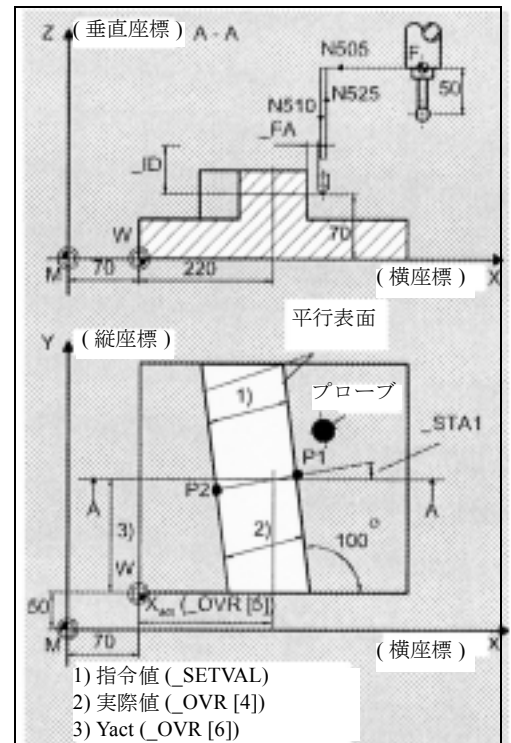 Z
( 垂直座標 ) A - A
N505
F
N525
50
N510
_FA
_ID
70
W
M
70
220
X
( 横座標 )
Y
( 縦座標 )
平行表面
1)
プローブ
_STA1
P1
P2
A
A
3)
2)
100 °
W
50
Xact (_OVR [5])
M
70
( 横座標 )
X
1) 指令値 (_SETVAL)
2) 実際値 (_OVR [4])
3) Yact (_OVR [6])